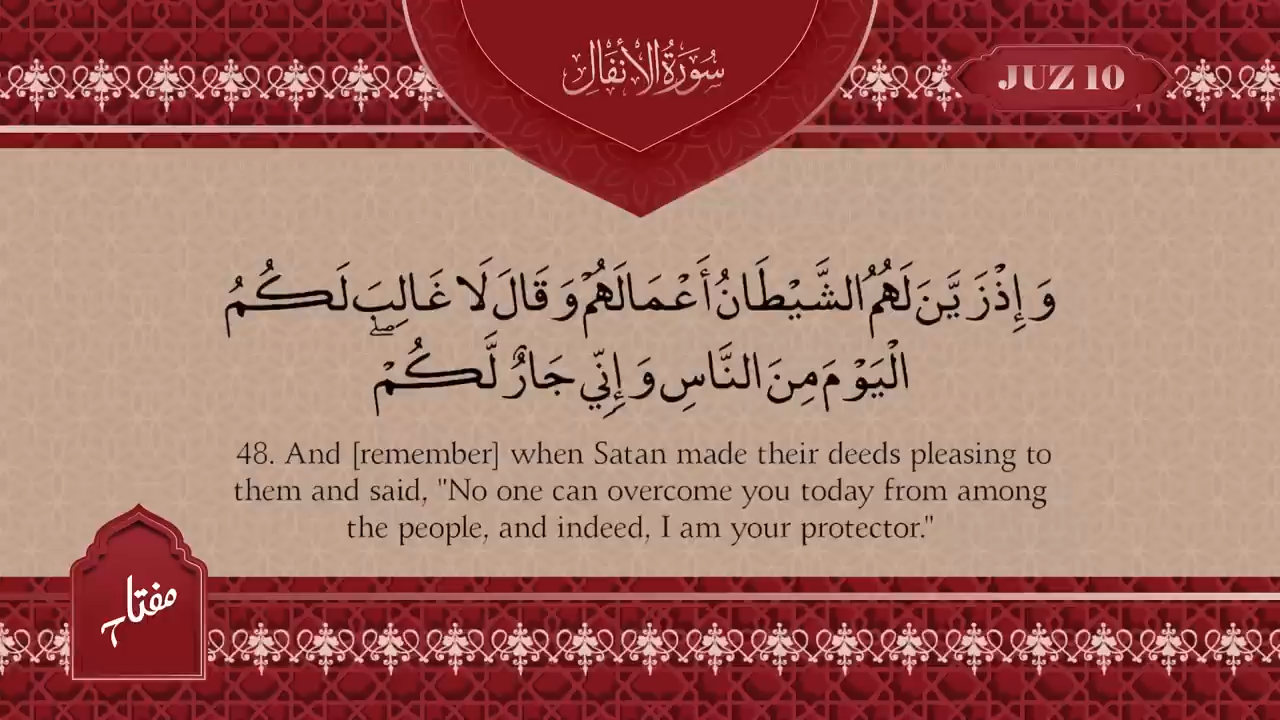 سُورَةُ الْأَنْفَالِ
JUZ 10
وَإِذْ زَيَّنَ لَهُمُ الشَّيْطَانُ أَعْمَالَهُمْ وَقَالَ لَا غَالِبَ لَكُمُ
الْيَوْمَ مِنَ النَّاسِ وَإِنِّي جَارٌ لَّكُمْ ۖ
48. And [remember] when Satan made their deeds pleasing to
them and said, "No one can overcome you today from among
the people, and indeed, I am your protector."
مفتاح